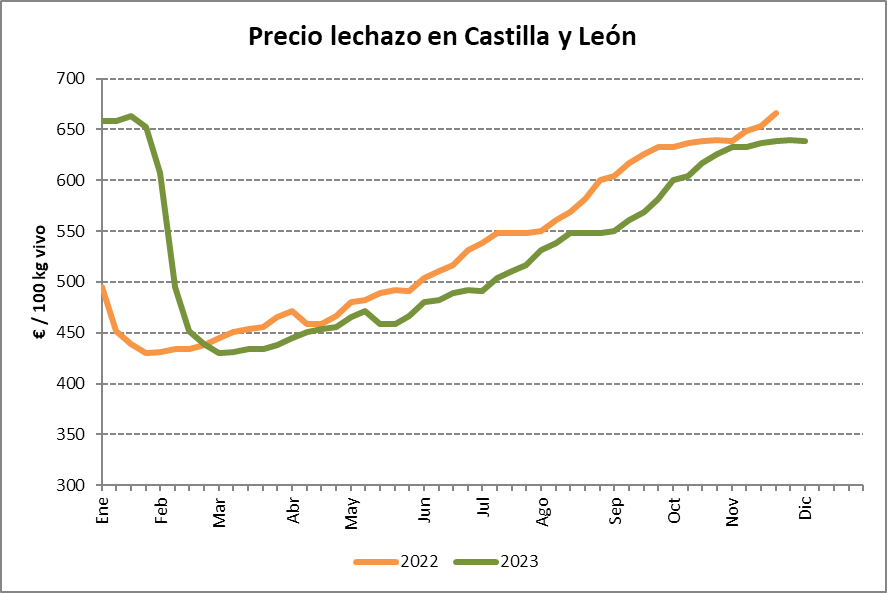 Precio lechazo en Castilla y León
€ / 100 kg vivo
700
650
600
550
500
450
400
350
300
Ene
Feb
Mar
Abr
May
Jun
Jul
Ago
Sep
Oct
Nov
Dic
2022
2023